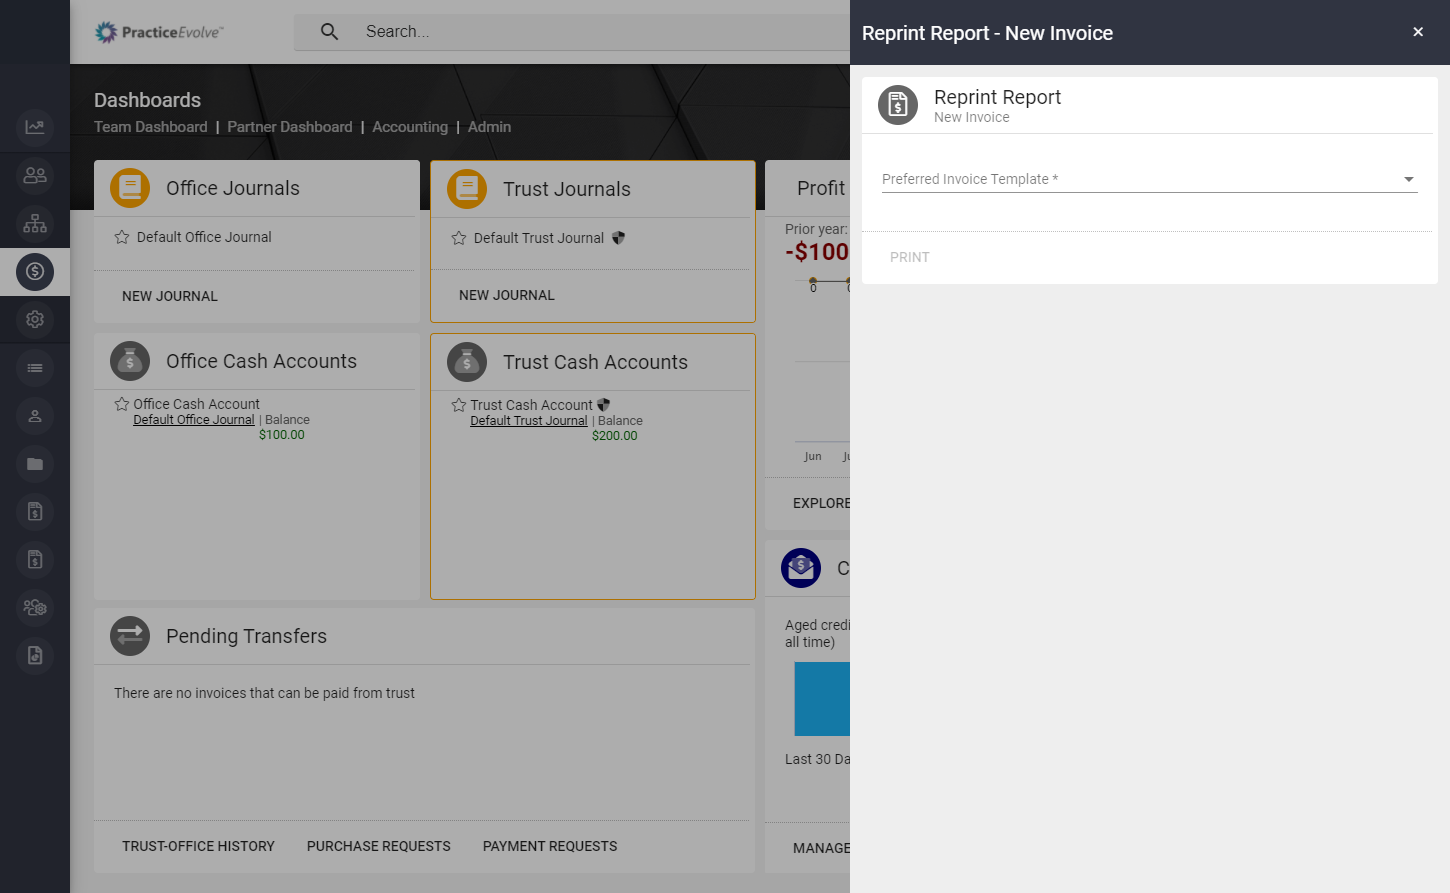 PracticeEvolve™
Search...
Dashboards
Team Dashboard | Partner Dashboard | Accounting | Admin
Office Journals
Default Office Journal
NEW JOURNAL
Trust Journals
Default Trust Journal
NEW JOURNAL
Office Cash Accounts
Office Cash Account
Default Office Journal | Balance
$100.00
Trust Cash Accounts
Trust Cash Account
Default Trust Journal | Balance
$200.00
Pending Transfers
There are no invoices that can be paid from trust
TRUST-OFFICE HISTORY PURCHASE REQUESTS PAYMENT REQUESTS
Profit
Prior year:
-$100
0
Jun
EXPLORE
C
$
Aged credi
all time)
Last 30 Da
MANAGE
Reprint Report - New Invoice
×
Reprint Report
New Invoice
Preferred Invoice Template *
PRINT